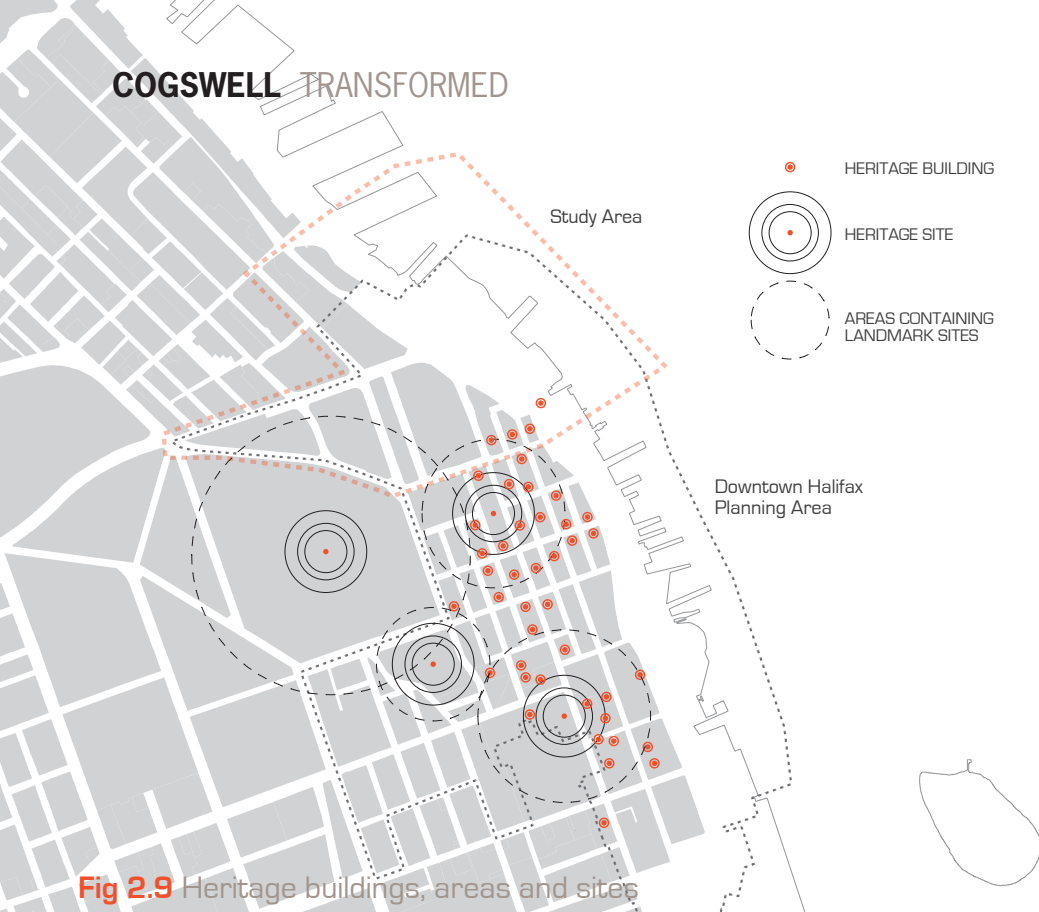 COGSWELL TRANSFORMED
HERITAGE BUILDING
Study Area
HERITAGE SITE
AREAS CONTAINING
LANDMARK SITES
Downtown Halifax
Planning Area
Fig 2.9 Heritage buildings, areas and sites